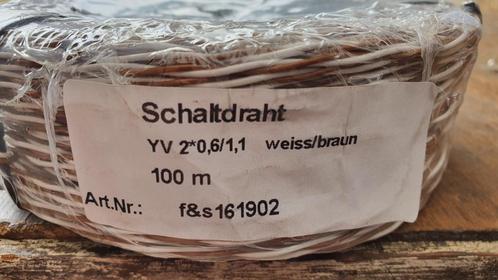 Schaltdraht
YV 2*0,6/1,1 weiss/braun
100 m
Art.Nr.: f&s161902